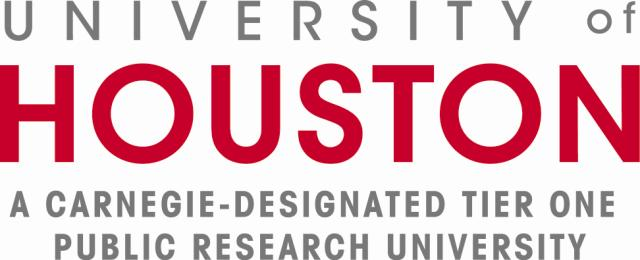 UNIVERSITY of
HOUSTON
A CARNEGIE-DESIGNATED TIER ONE
PUBLIC RESEARCH UNIVERSITY